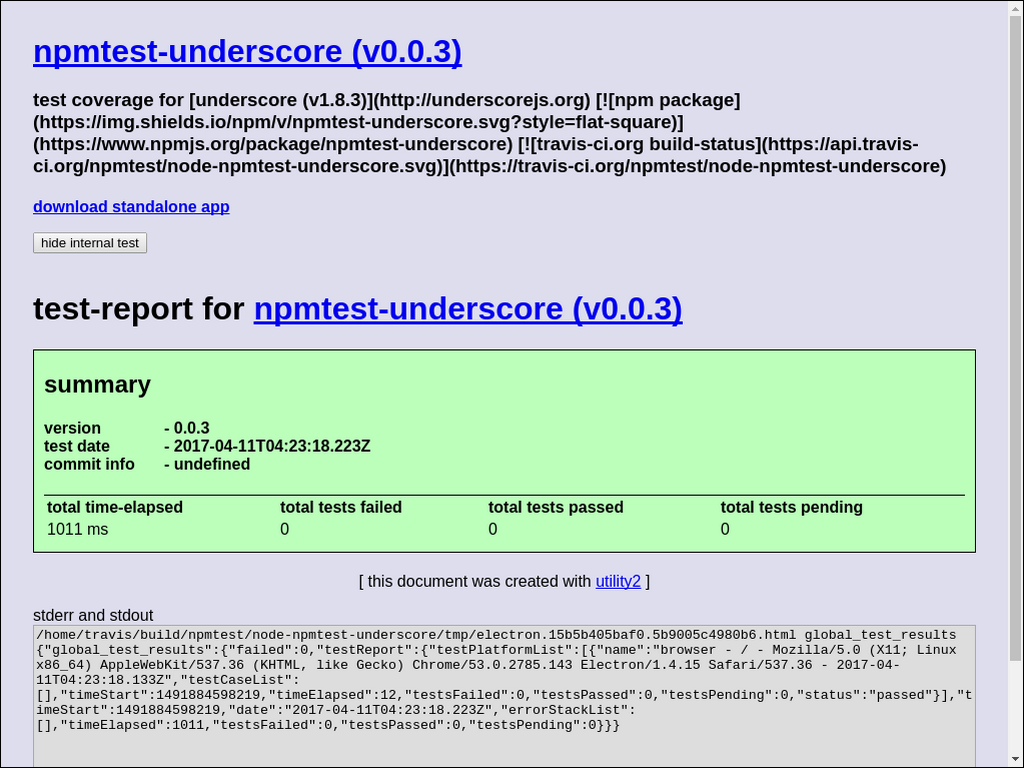 npmtest-underscore (v0.0.3)
test coverage for [underscore (v1.8.3)](http://underscorejs.org) [![npm package]
(https://img.shields.io/npm/v/npmtest-underscore.svg?style=flat-square)]
(https://www.npmjs.org/package/npmtest-underscore) [![travis-ci.org build-status](https://api.travis-
ci.org/npmtest/node-npmtest-underscore.svg)](https://travis-ci.org/npmtest/node-npmtest-underscore)
download standalone app
hide internal test
test-report for npmtest-underscore (v0.0.3)
summary
version - 0.0.3
test date - 2017-04-11T04:23:18.223Z
commit info - undefined
total time-elapsed total tests failed total tests passed total tests pending
1011 ms 0 0 0
[ this document was created with utility2 ]
stderr and stdout
/home/travis/build/npmtest/node-npmtest-underscore/tmp/electron.15b5b405baf0.5b9005c4980b6.html global_test_results
{"global_test_results":{"failed":0,"testReport":{"testPlatformList":[{"name":"browser - / - Mozilla/5.0 (X11; Linux
x86_64) AppleWebKit/537.36 (KHTML, like Gecko) Chrome/53.0.2785.143 Electron/1.4.15 Safari/537.36 - 2017-04-
11T04:23:18.133Z","testCaseList":
[],"timeStart":1491884598219,"timeElapsed":12,"testsFailed":0,"testsPassed":0,"testsPending":0,"status":"passed"}],"t
imeStart":1491884598219,"date":"2017-04-11T04:23:18.223Z","errorStackList":
[],"timeElapsed":1011,"testsFailed":0,"testsPassed":0,"testsPending":0}}}